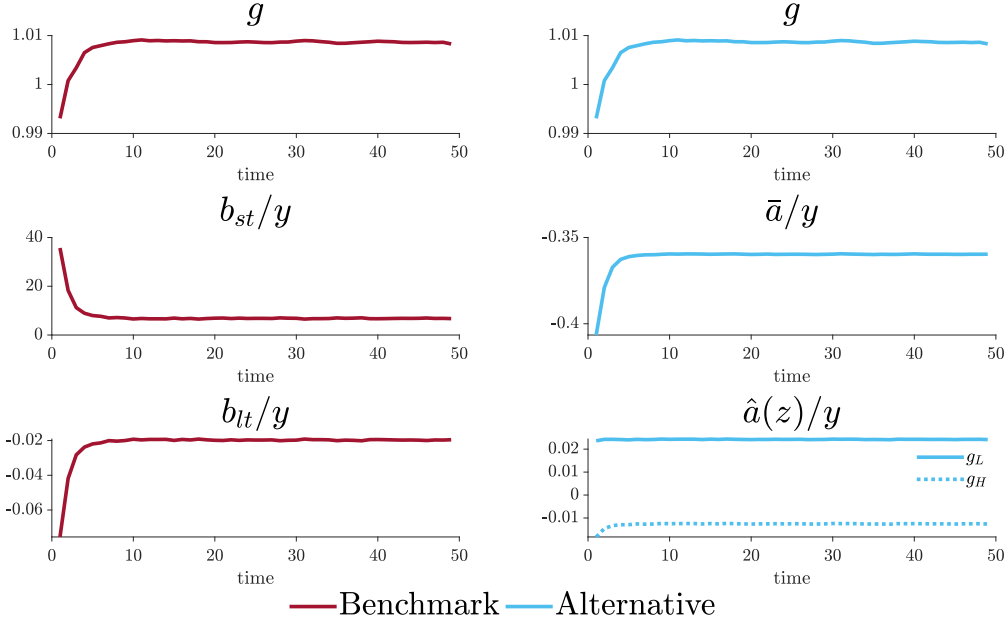 g
1.01
1
0.99
0 10 20 30 40 50
time
g
1.01
1
0.99
0 10 20 30 40 50
time
b_{st}/y
40
20
0
0 10 20 30 40 50
time
ā/y
-0.35
-0.4
0 10 20 30 40 50
time
b_{lt}/y
-0.02
-0.04
-0.06
0 10 20 30 40 50
time
â(z)/y
0.02
0.01
0
-0.01
g_L
g_H
0 10 20 30 40 50
time
Benchmark Alternative